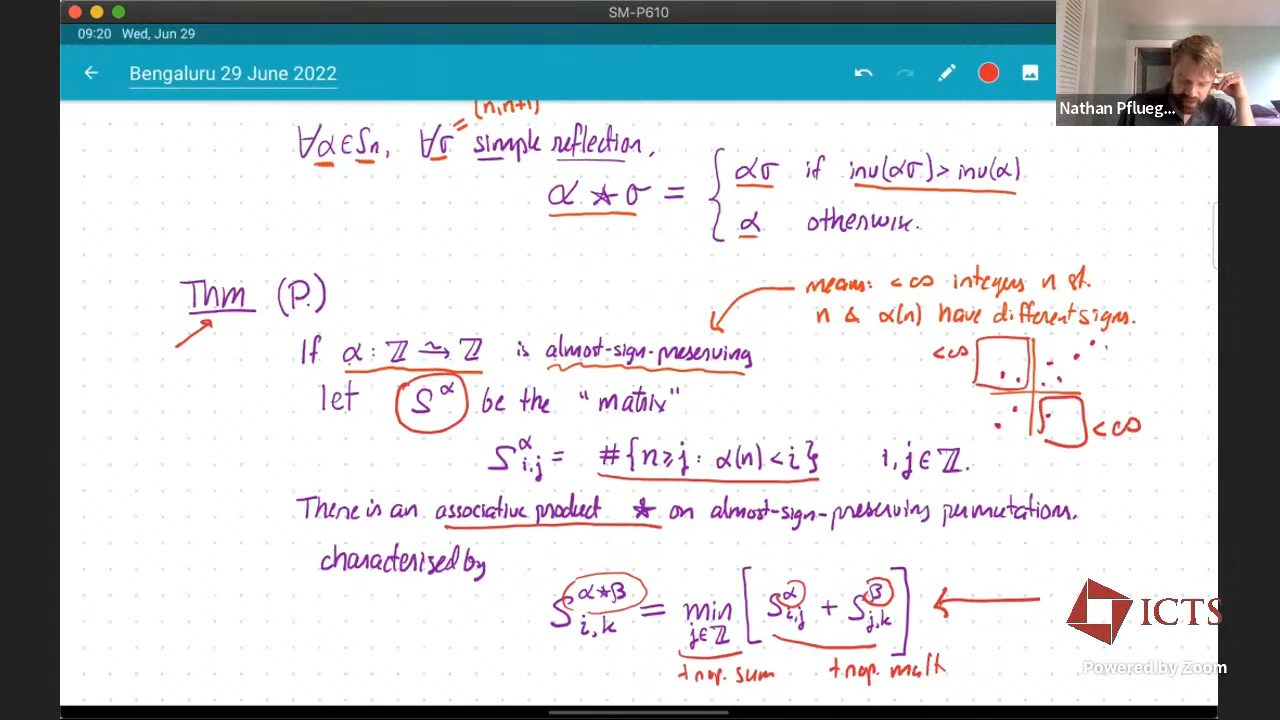 SM-P610
09:20 Wed, Jun 29
Bengaluru 29 June 2022
Nathan Pflueg...
= (n, n+1)
∀α ∈ Sn, ∀σ simple reflection,
α ★ σ = { ασ if inv(ασ) > inv(α)
α otherwise.
Thm (P.)
means: <∞ integers n st.
n & α(n) have different signs.
If α : ℤ ≃→ ℤ is almost-sign-preserving
<∞
let S^α be the "matrix"
<∞
S^α_{i,j} = #{n ≥ j : α(n) < i} i, j ∈ ℤ.
There is an associative product ★ on almost-sign-preserving permutations,
characterised by
S^{α★β}_{i,k} = min_{j∈ℤ} [ S^α_{i,j} + S^β_{j,k} ]
trop. sum trop. mult
ICTS
Powered by Zoom